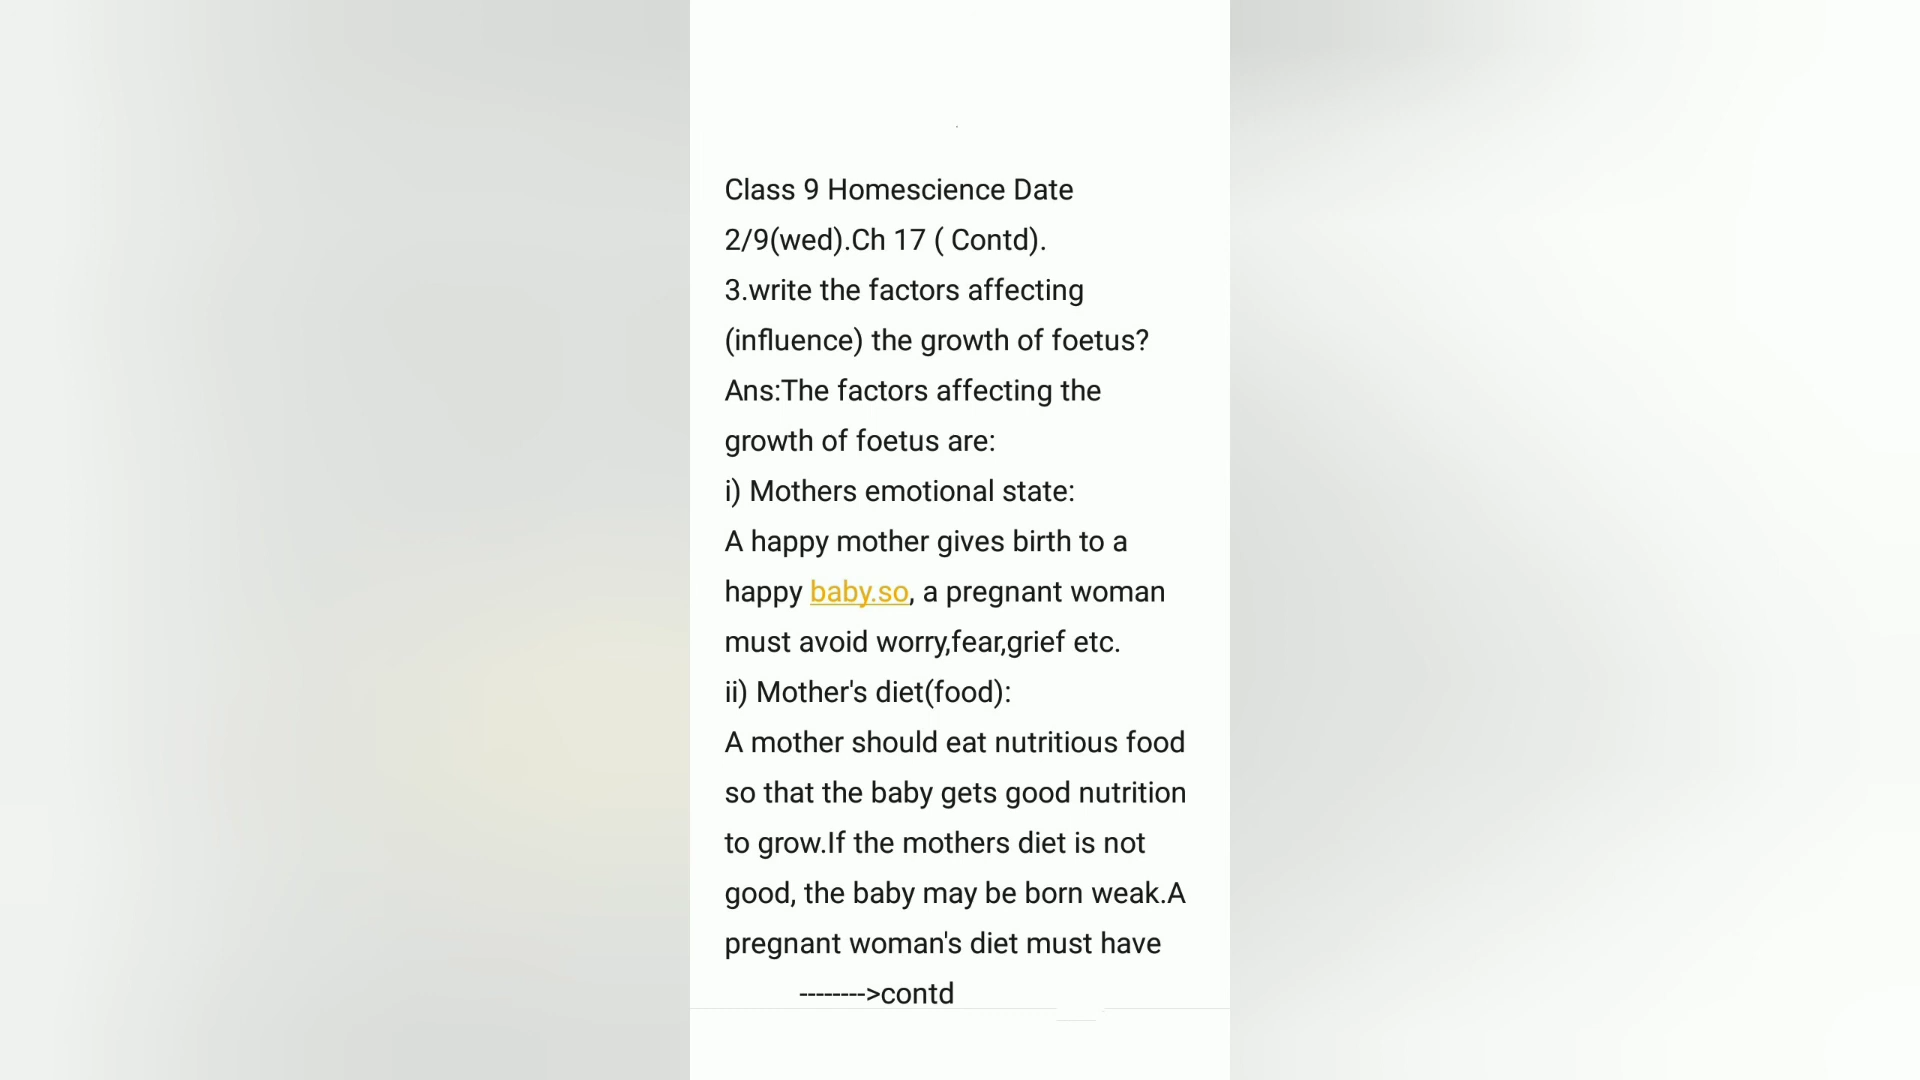 Class 9 Homescience Date
2/9(wed).Ch 17 ( Contd).
3.write the factors affecting
(influence) the growth of foetus?
Ans:The factors affecting the
growth of foetus are:
i) Mothers emotional state:
A happy mother gives birth to a
happy baby.so, a pregnant woman
must avoid worry,fear,grief etc.
ii) Mother's diet(food):
A mother should eat nutritious food
so that the baby gets good nutrition
to grow.If the mothers diet is not
good, the baby may be born weak.A
pregnant woman's diet must have
-------->contd